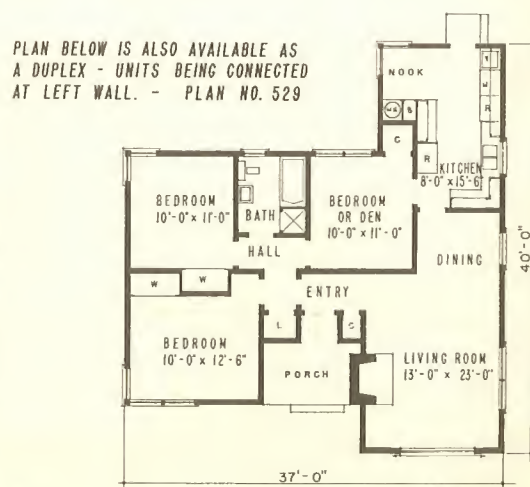 PLAN BELOW IS ALSO AVAILABLE AS
A DUPLEX - UNITS BEING CONNECTED
AT LEFT WALL. - PLAN NO. 529
NOOK
C
R
KITCHEN
8'-0" x 15'-6"
BEDROOM
10'-0" x 11'-0"
BATH
BEDROOM
OR DEN
10'-0" x 11'-0"
HALL
DINING
W
W
ENTRY
L
C
BEDROOM
10'-0" x 12'-6"
PORCH
LIVING ROOM
13'-0" x 23'-0"
40'-0"
37'-0"